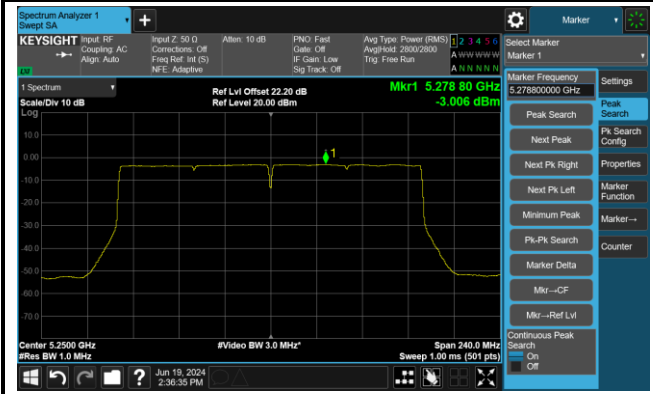 Spectrum Analyzer 1
Swept SA
+
Marker
KEYSIGHT
Input: RF
Coupling: AC
Align: Auto
Input Z: 50 Ω
Corrections: Off
Freq Ref: Int (S)
NFE: Adaptive
Atten: 10 dB
PNO: Fast
Gate: Off
IF Gain: Low
Sig Track: Off
Avg Type: Power (RMS)
Avg|Hold: 2800/2800
Trig: Free Run
1 2 3 4 5 6
A W W W W W
A N N N N N
LXI
Select Marker
Marker 1
1 Spectrum
Scale/Div 10 dB
Log
Ref Lvl Offset 22.20 dB
Ref Level 20.00 dBm
Mkr1 5.278 80 GHz
-3.006 dBm
10.0
0.00
-10.0
-20.0
-30.0
-40.0
-50.0
-60.0
-70.0
1
Center 5.2500 GHz
#Res BW 1.0 MHz
#Video BW 3.0 MHz*
Span 240.0 MHz
Sweep 1.00 ms (501 pts)
Marker Frequency
5.278800000 GHz
Peak Search
Next Peak
Next Pk Right
Next Pk Left
Minimum Peak
Pk-Pk Search
Marker Delta
Mkr→CF
Mkr→Ref Lvl
Continuous Peak
Search
On
Off
Settings
Peak
Search
Pk Search
Config
Properties
Marker
Function
Marker→
Counter
?
Jun 19, 2024
2:36:35 PM